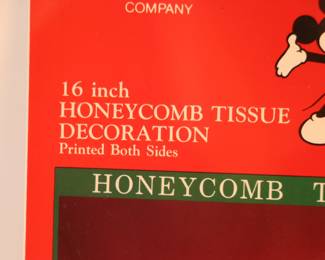 COMPANY
16 inch
HONEYCOMB TISSUE
DECORATION
Printed Both Sides
HONEYCOMB T